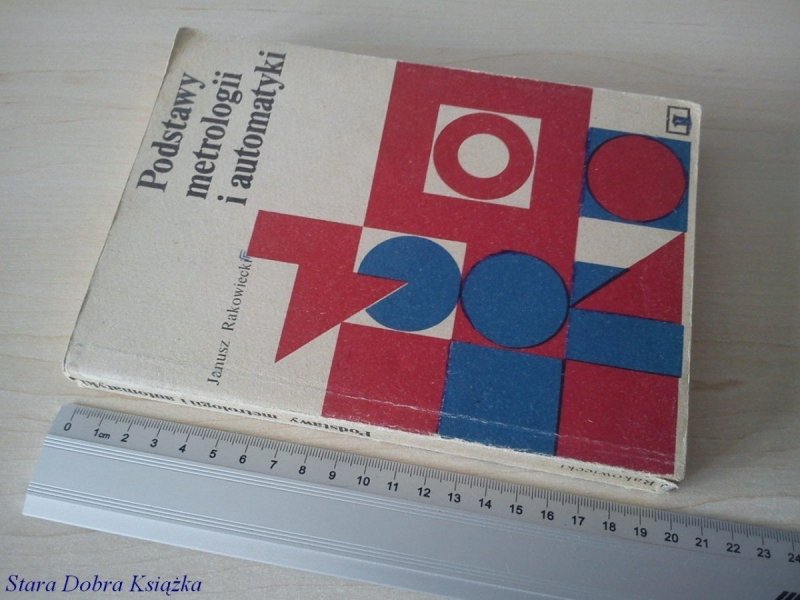 Podstawy
metrologii
i automatyki
Janusz Rakowiecki
Podstawy metrologii i automatyki
Rakowiecki
0 1cm 2 3 4 5 6 7 8 9 10 11 12 13 14 15 16 17 18 19 20 21 22 23 24
Stara Dobra Książka